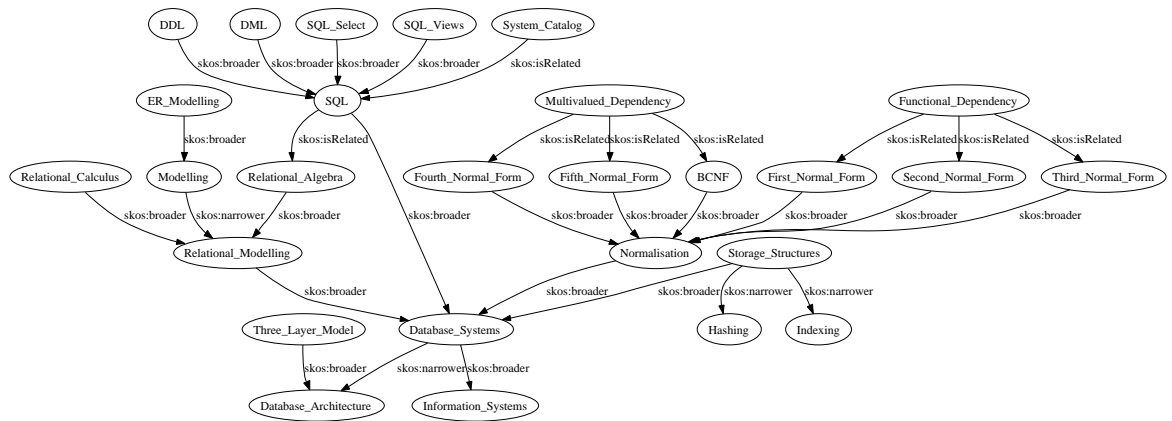 DDL
DML
SQL_Select
SQL_Views
System_Catalog
skos:broader
skos:broader
skos:broader
skos:broader
skos:isRelated
ER_Modelling
SQL
Multivalued_Dependency
Functional_Dependency
skos:broader
skos:isRelated
skos:isRelated
skos:isRelated
skos:isRelated
skos:isRelated
skos:isRelated
skos:isRelated
Relational_Calculus
Modelling
Relational_Algebra
Fourth_Normal_Form
Fifth_Normal_Form
BCNF
First_Normal_Form
Second_Normal_Form
Third_Normal_Form
skos:broader
skos:narrower
skos:broader
skos:broader
skos:broader
skos:broader
skos:broader
skos:broader
skos:broader
skos:broader
Relational_Modelling
Normalisation
Storage_Structures
skos:broader
skos:broader
skos:broader
skos:narrower
skos:narrower
Three_Layer_Model
Database_Systems
Hashing
Indexing
skos:broader
skos:narrower
skos:broader
Database_Architecture
Information_Systems